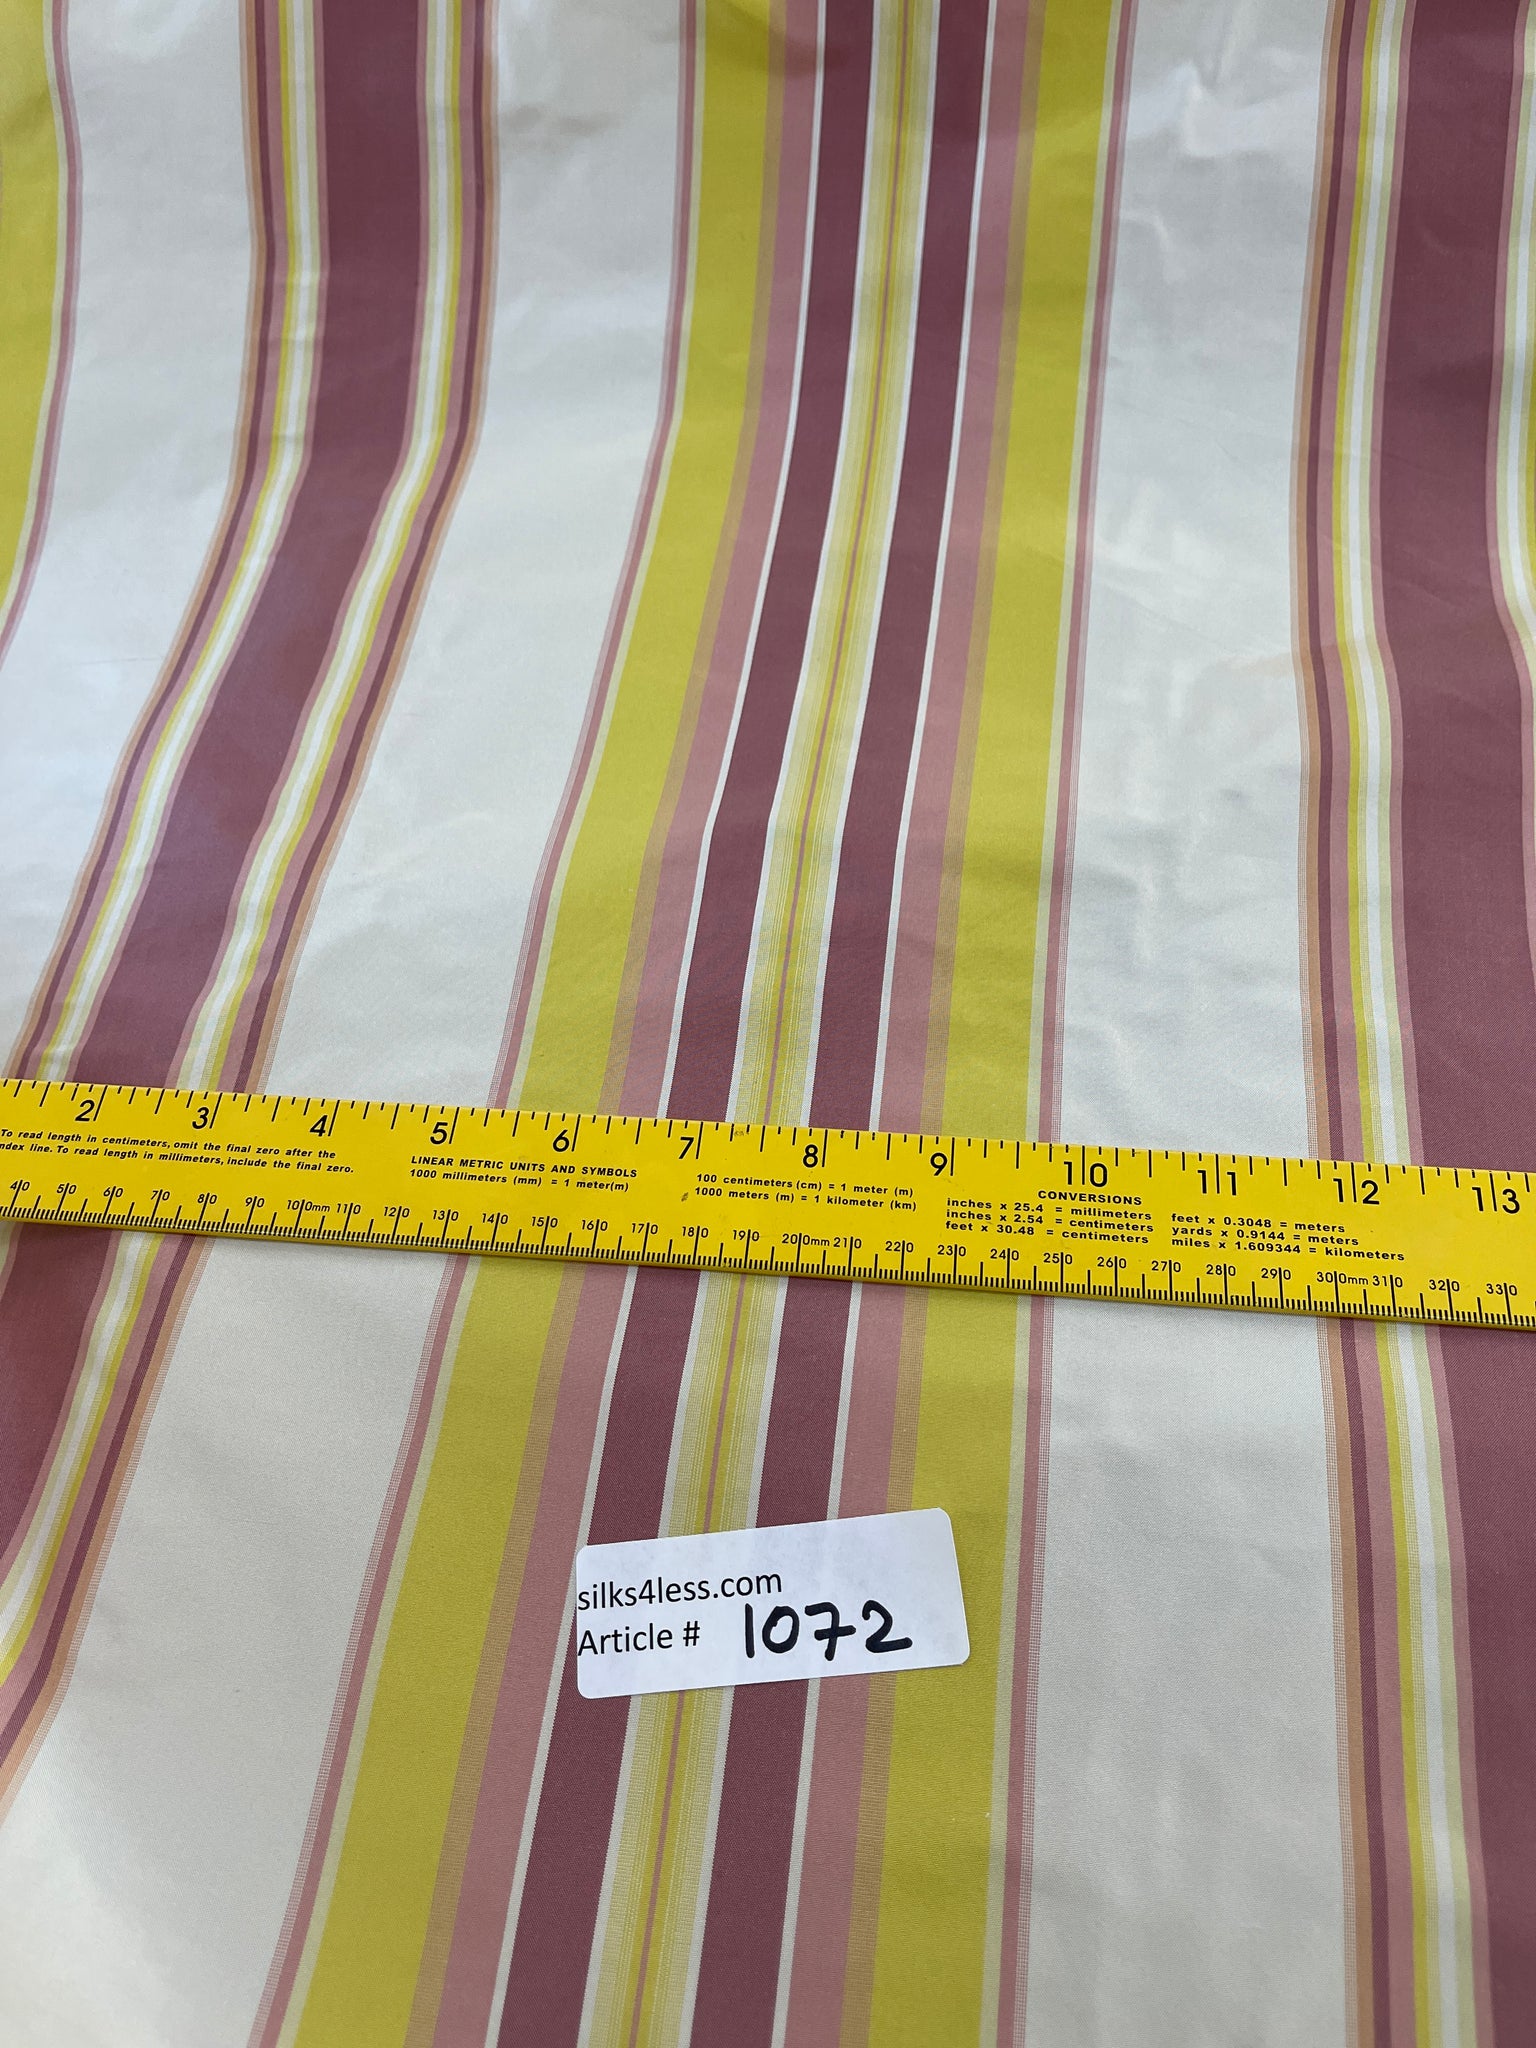 2 3 4 5 6 7 8 9 10 11 12 13
To read length in centimeters, omit the final zero after the
ndex line. To read length in millimeters, include the final zero.
LINEAR METRIC UNITS AND SYMBOLS
1000 millimeters (mm) = 1 meter(m)
100 centimeters (cm) = 1 meter (m)
1000 meters (m) = 1 kilometer (km)
CONVERSIONS
inches x 25.4 = millimeters
inches x 2.54 = centimeters
feet x 30.48 = centimeters
feet x 0.3048 = meters
yards x 0.9144 = meters
miles x 1.609344 = kilometers
40 50 60 70 80 90 100mm 110 120 130 140 150 160 170 180 190 200mm 210 220 230 240 250 260 270 280 290 300mm 310 320 330
silks4less.com
Article # 1072